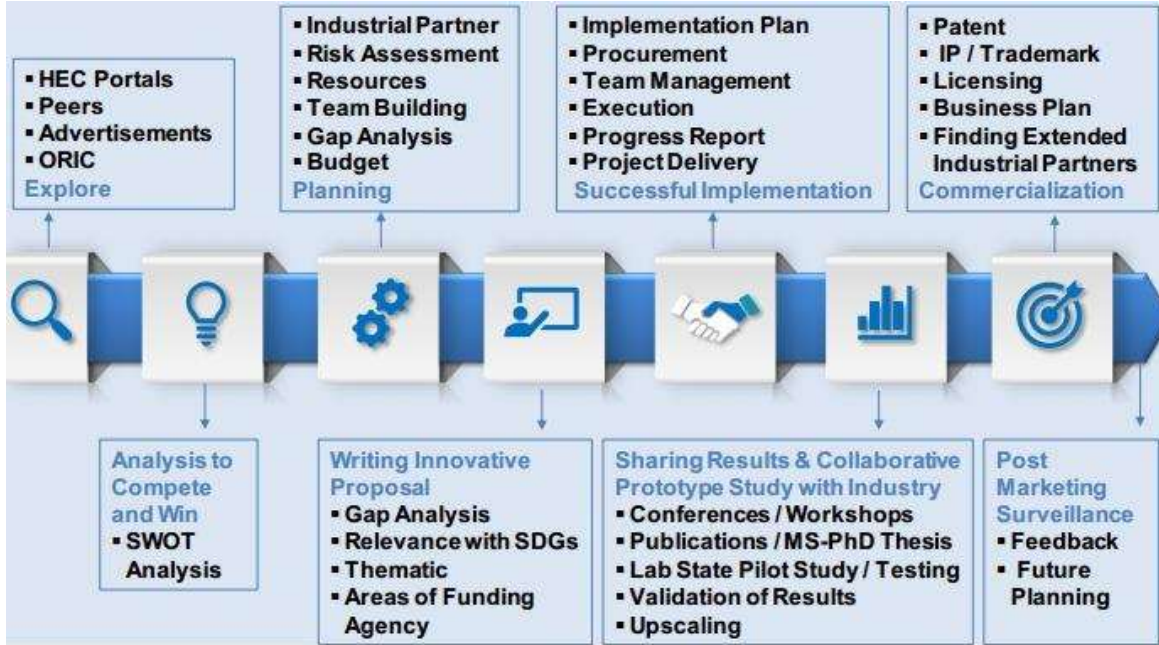 ▪ HEC Portals
▪ Peers
▪ Advertisements
▪ ORIC
Explore
▪ Industrial Partner
▪ Risk Assessment
▪ Resources
▪ Team Building
▪ Gap Analysis
▪ Budget
Planning
▪ Implementation Plan
▪ Procurement
▪ Team Management
▪ Execution
▪ Progress Report
▪ Project Delivery
Successful Implementation
▪ Patent
▪ IP / Trademark
▪ Licensing
▪ Business Plan
▪ Finding Extended
Industrial Partners
Commercialization
Analysis to
Compete
and Win
▪ SWOT
Analysis
Writing Innovative
Proposal
▪ Gap Analysis
▪ Relevance with SDGs
▪ Thematic
▪ Areas of Funding
Agency
Sharing Results & Collaborative
Prototype Study with Industry
▪ Conferences / Workshops
▪ Publications / MS-PhD Thesis
▪ Lab State Pilot Study / Testing
▪ Validation of Results
▪ Upscaling
Post
Marketing
Surveillance
▪ Feedback
▪ Future
Planning